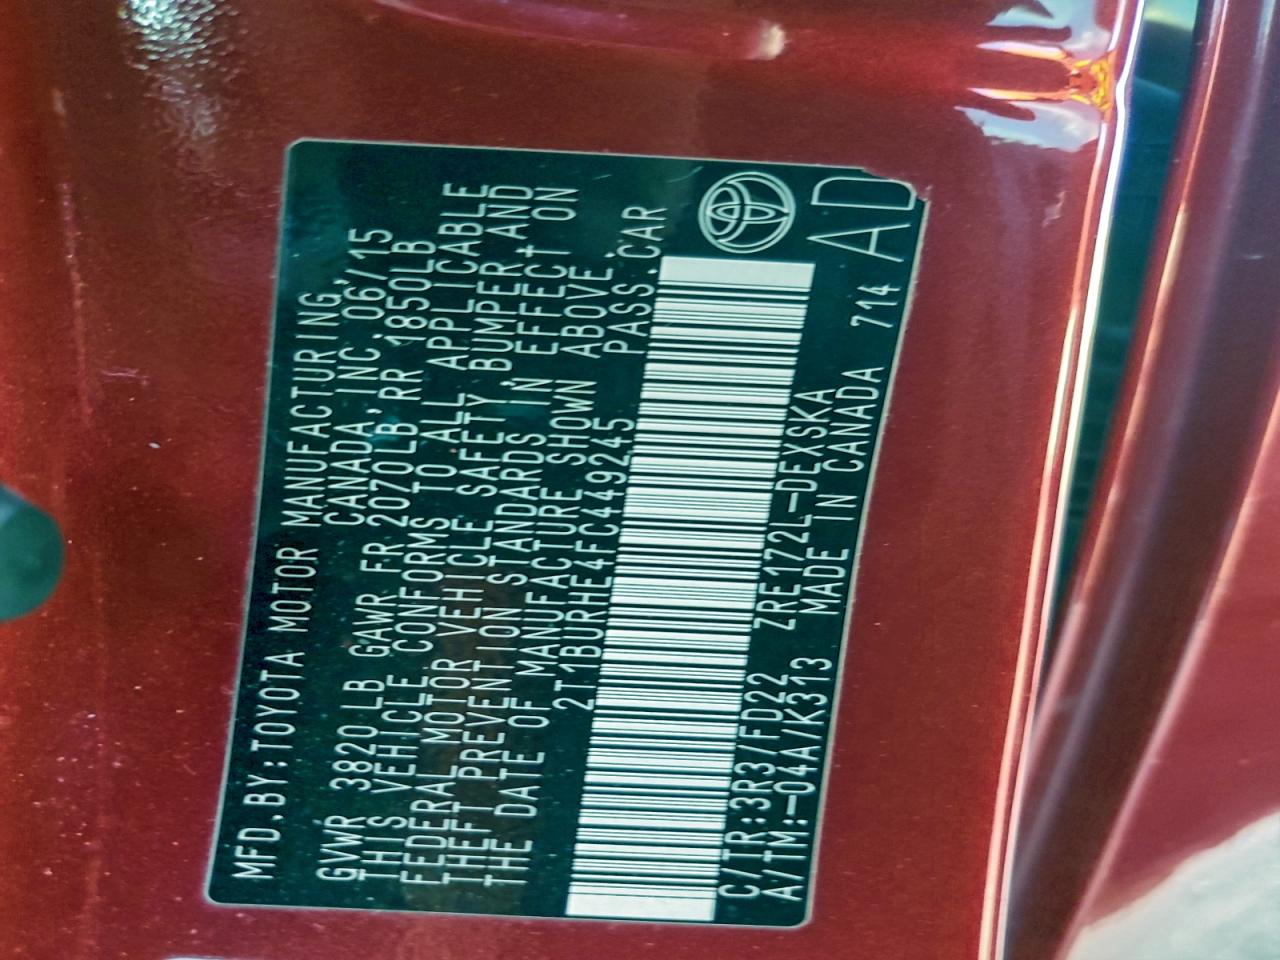 MFD.BY:TOYOTA MOTOR MANUFACTURING,
CANADA, INC. 06/15
GVWR 3820LB GAWR FR 2070LB RR 1850LB
THIS VEHICLE CONFORMS TO ALL APPLICABLE
FEDERAL MOTOR VEHICLE SAFETY, BUMPER, AND
THEFT PREVENTION STANDARDS IN EFFECT ON
THE DATE OF MANUFACTURE SHOWN ABOVE.
2T1BURHE4FC449245 PASS.CAR
C/TR:3R3/FD22 ZRE172L-DEXSKA
A/TM:-04A/K313 MADE IN CANADA 714 AD